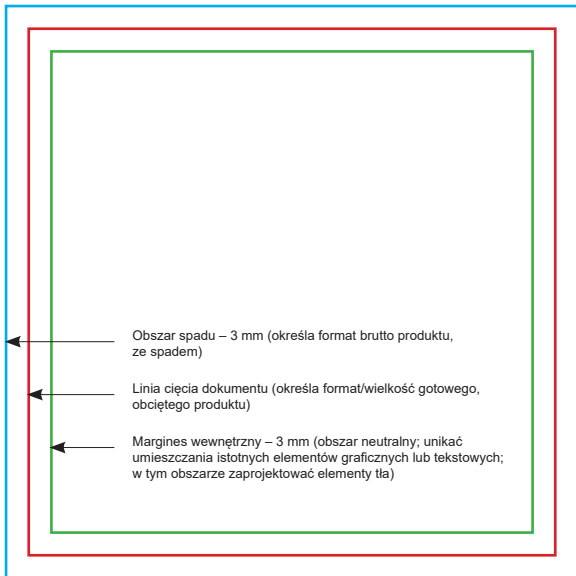 Obszar spadu – 3 mm (określa format brutto produktu,
ze spadem)
Linia cięcia dokumentu (określa format/wielkość gotowego,
obciętego produktu)
Margines wewnętrzny – 3 mm (obszar neutralny; unikać
umieszczania istotnych elementów graficznych lub tekstowych;
w tym obszarze zaprojektować elementy tła)